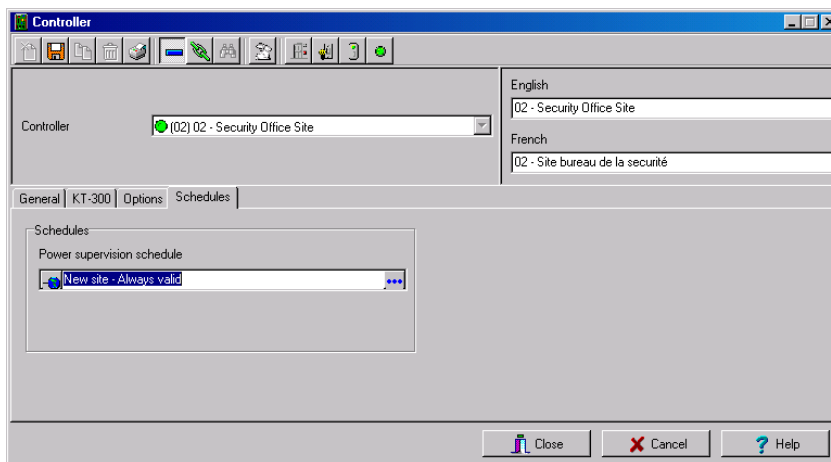 Controller
English
02 - Security Office Site
Controller
(02) 02 - Security Office Site
French
02 - Site bureau de la securité
General KT-300 Options Schedules
Schedules
Power supervision schedule
New site - Always valid
Close Cancel Help